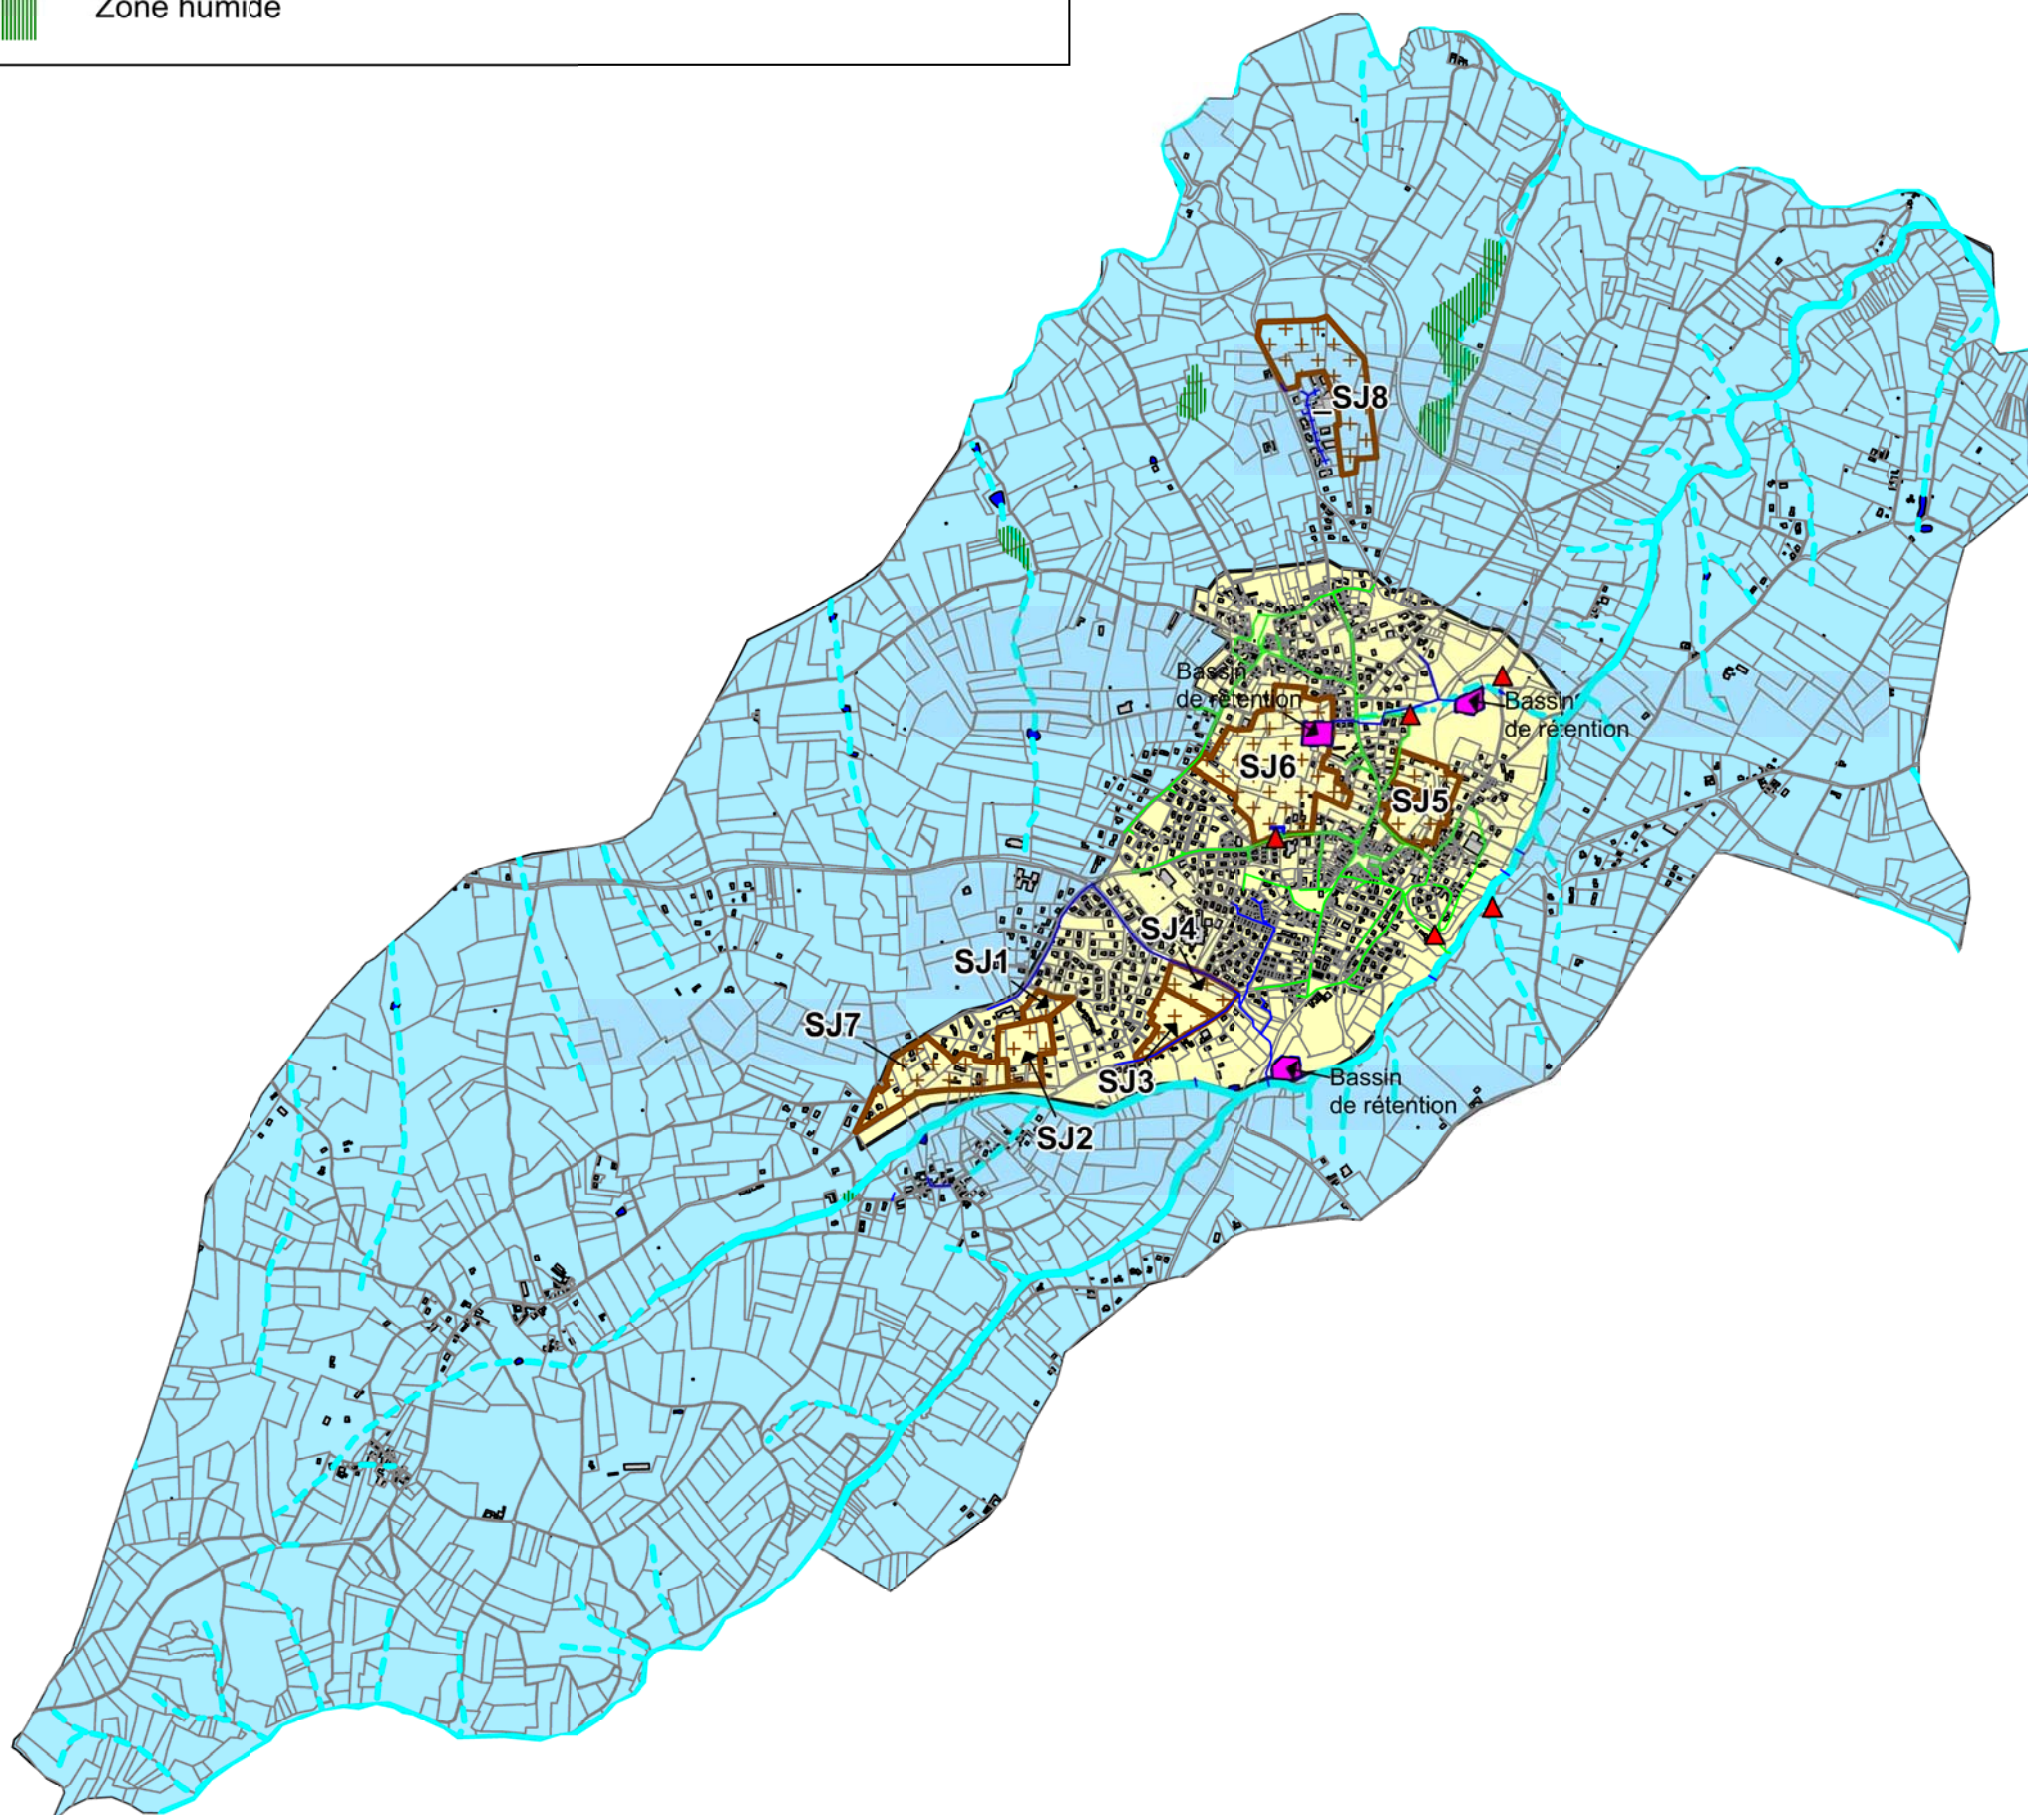 Zone humide
SJ8
Bassin
de rétention
Bassin
de rétention
SJ6
SJ5
SJ4
SJ1
SJ7
SJ3
Bassin
de rétention
SJ2